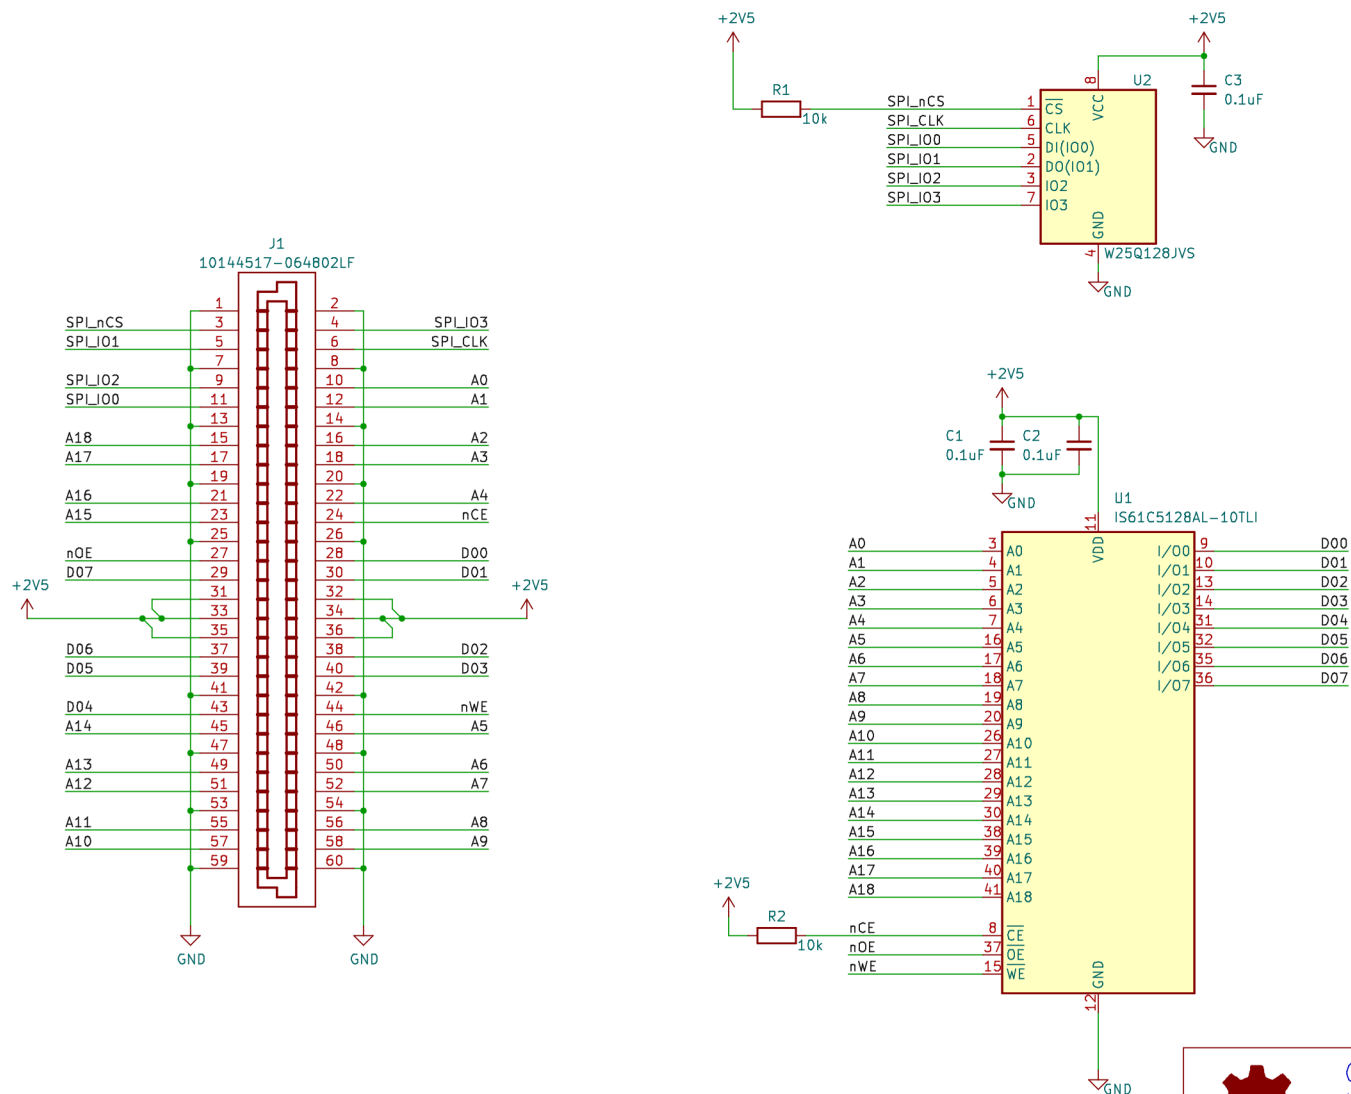 +2V5
+2V5
R1
10k
SPI_nCS
SPI_CLK
SPI_IO0
SPI_IO1
SPI_IO2
SPI_IO3
1
6
5
2
3
7
CS
CLK
DI(IO0)
DO(IO1)
IO2
IO3
8
VCC
U2
GND
4
W25Q128JVS
GND
C3
0.1uF
GND
J1
10144517-064802LF
1 2
SPI_nCS 3 4 SPI_IO3
SPI_IO1 5 6 SPI_CLK
7 8
SPI_IO2 9 10 A0
SPI_IO0 11 12 A1
13 14
A18 15 16 A2
A17 17 18 A3
19 20
A16 21 22 A4
A15 23 24 nCE
25 26
nOE 27 28 D00
D07 29 30 D01
31 32
+2V5 33 34 +2V5
35 36
D06 37 38 D02
D05 39 40 D03
41 42
D04 43 44 nWE
A14 45 46 A5
47 48
A13 49 50 A6
A12 51 52 A7
53 54
A11 55 56 A8
A10 57 58 A9
59 60
GND GND
+2V5
C1
0.1uF
C2
0.1uF
GND
U1
IS61C5128AL-10TLI
11
VDD
A0 3 A0 I/O0 9 D00
A1 4 A1 I/O1 10 D01
A2 5 A2 I/O2 13 D02
A3 6 A3 I/O3 14 D03
A4 7 A4 I/O4 31 D04
A5 16 A5 I/O5 32 D05
A6 17 A6 I/O6 35 D06
A7 18 A7 I/O7 36 D07
A8 19 A8
A9 20 A9
A10 26 A10
A11 27 A11
A12 28 A12
A13 29 A13
A14 30 A14
A15 38 A15
A16 39 A16
A17 40 A17
A18 41 A18
+2V5
R2
10k
nCE 8 CE
nOE 37 OE
nWE 15 WE
GND
12
GND